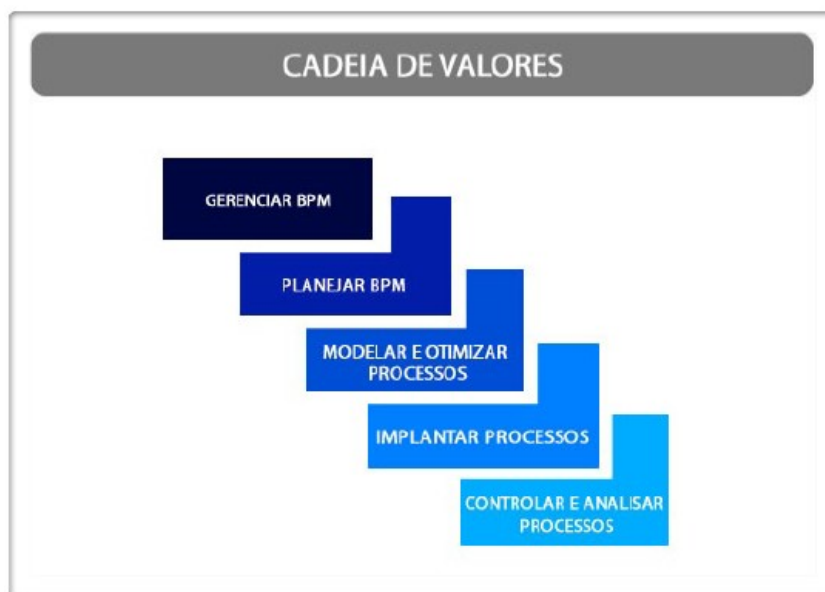 CADEIA DE VALORES
GERENCIAR BPM
PLANEJAR BPM
MODELAR E OTIMIZAR
PROCESSOS
IMPLANTAR PROCESSOS
CONTROLAR E ANALISAR
PROCESSOS